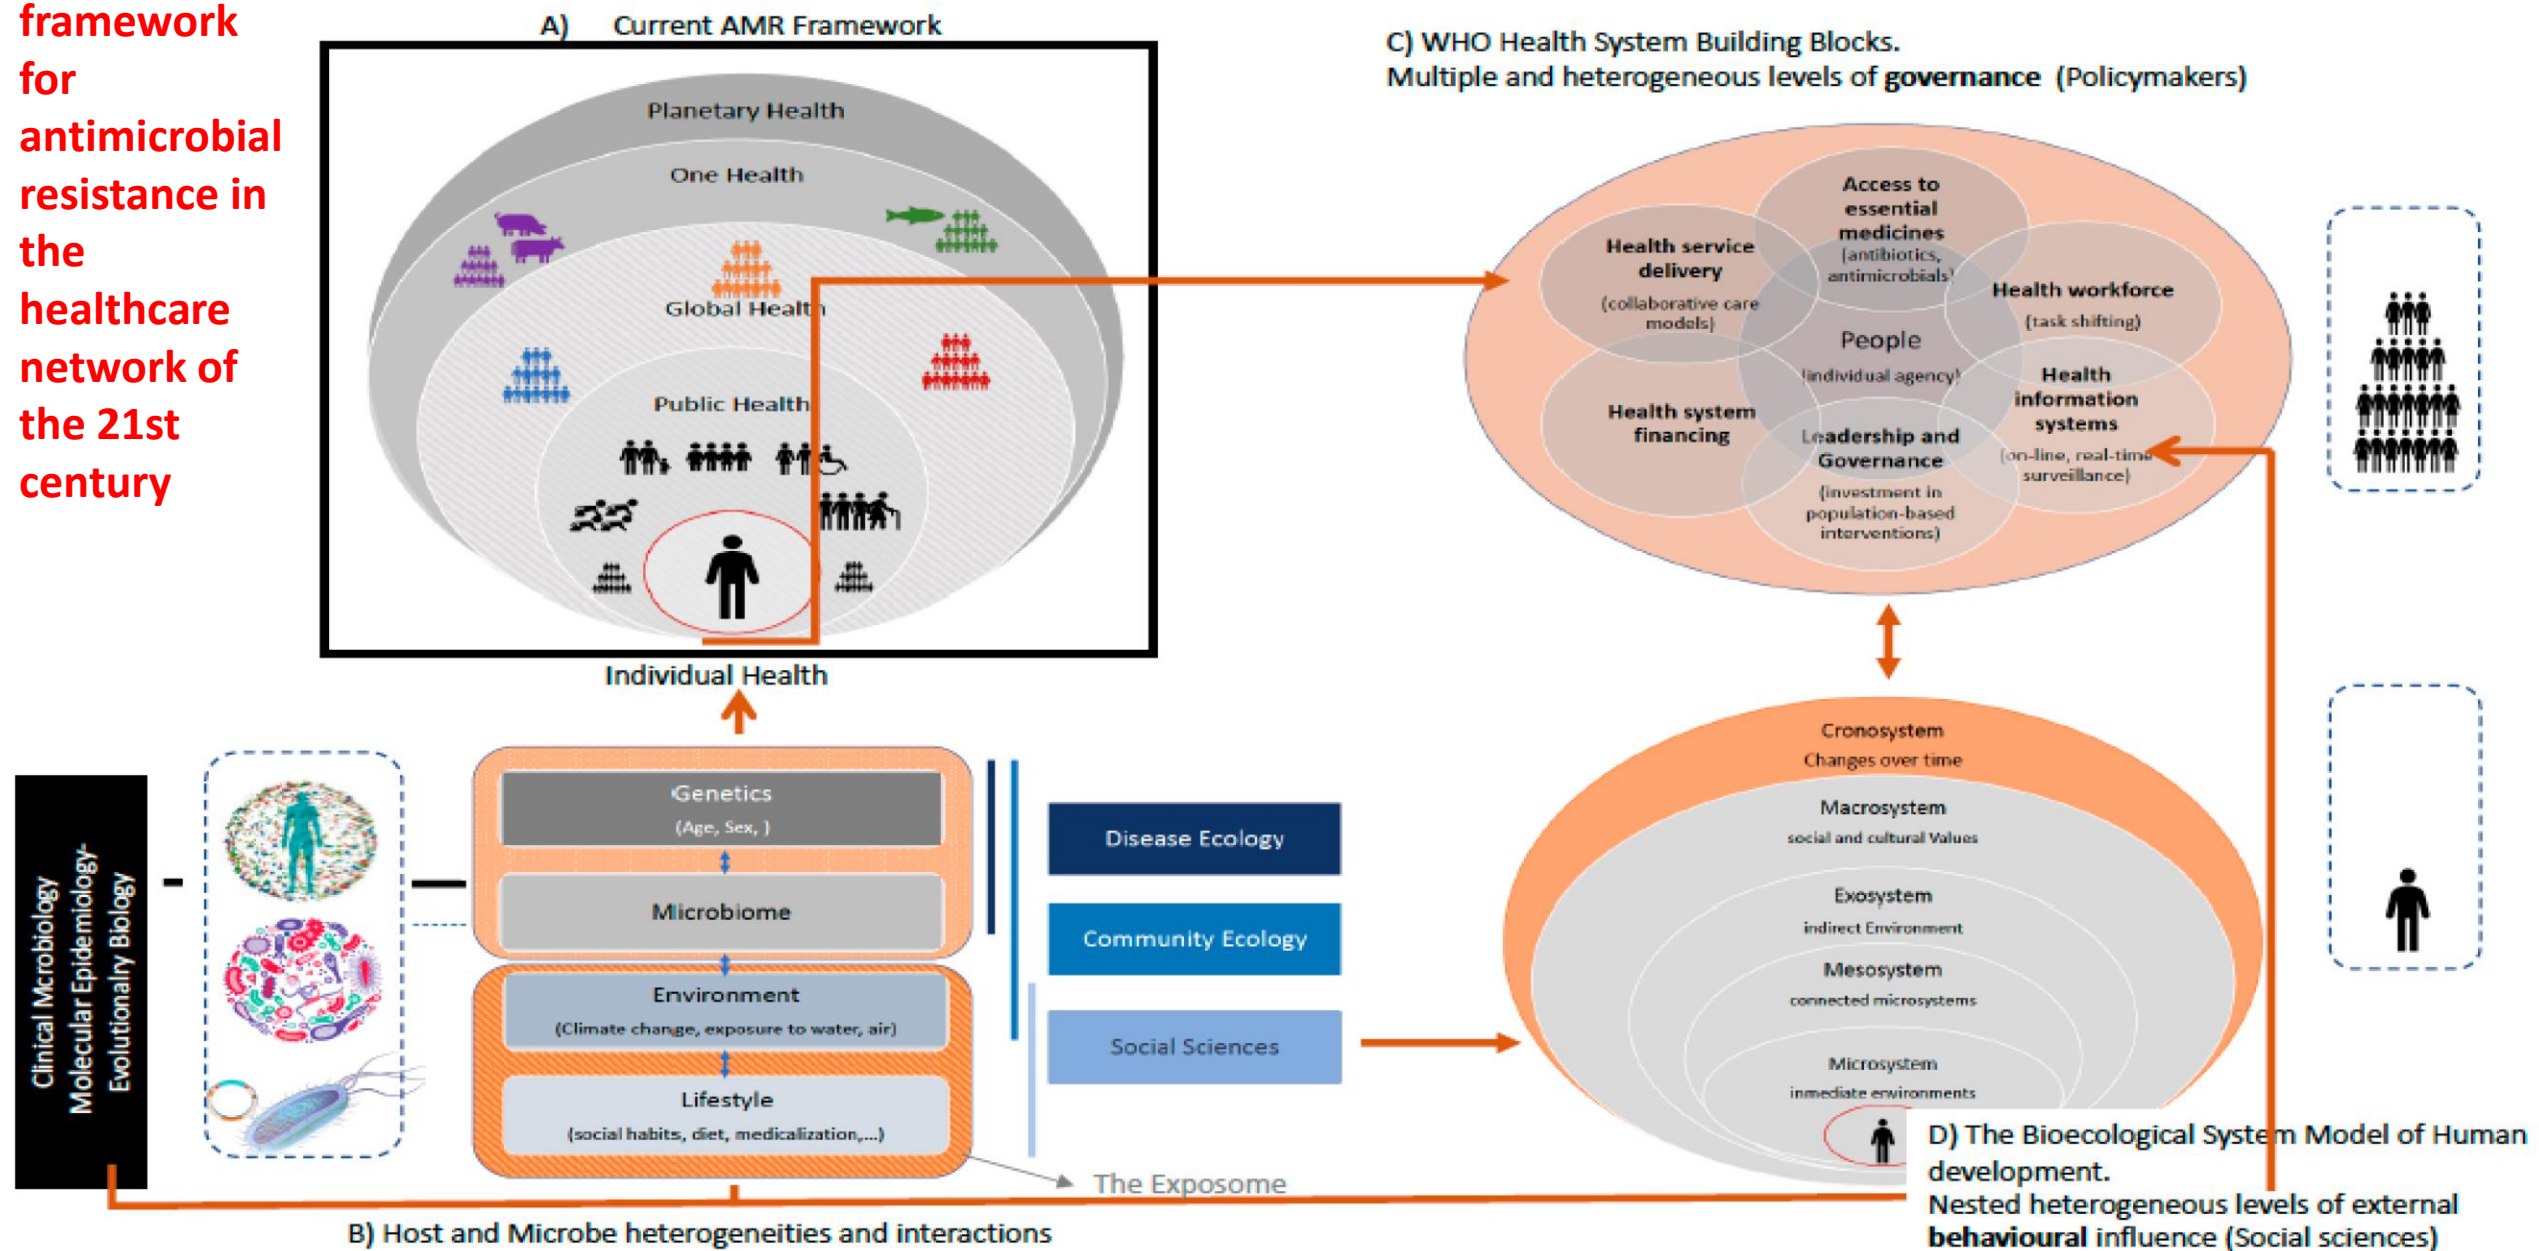 framework
for
antimicrobial
resistance in
the
healthcare
network of
the 21st
century
A) Current AMR Framework
Planetary Health
One Health
Global Health
Public Health
Individual Health
C) WHO Health System Building Blocks.
Multiple and heterogeneous levels of governance (Policymakers)
Access to
essential
medicines
(antibiotics,
antimicrobials)
Health service
delivery
(collaborative care
models)
Health workforce
(task shifting)
People
(individual agency)
Health
information
systems
(on-line, real-time
surveillance)
Health system
financing
Leadership and
Governance
(investment in
population-based
interventions)
Clinical Mcrobiology
Molecular Epidemiology-
Evolutionalry Biology
Genetics
(Age, Sex, )
Microbiome
Environment
(Climate change, exposure to water, air)
Lifestyle
(social habits, diet, medicalization,...)
The Exposome
B) Host and Microbe heterogeneities and interactions
Disease Ecology
Community Ecology
Social Sciences
Cronosystem
Changes over time
Macrosystem
social and cultural Values
Exosystem
indirect Environment
Mesosystem
connected microsystems
Microsystem
inmediate environments
D) The Bioecological System Model of Human
development.
Nested heterogeneous levels of external
behavioural influence (Social sciences)